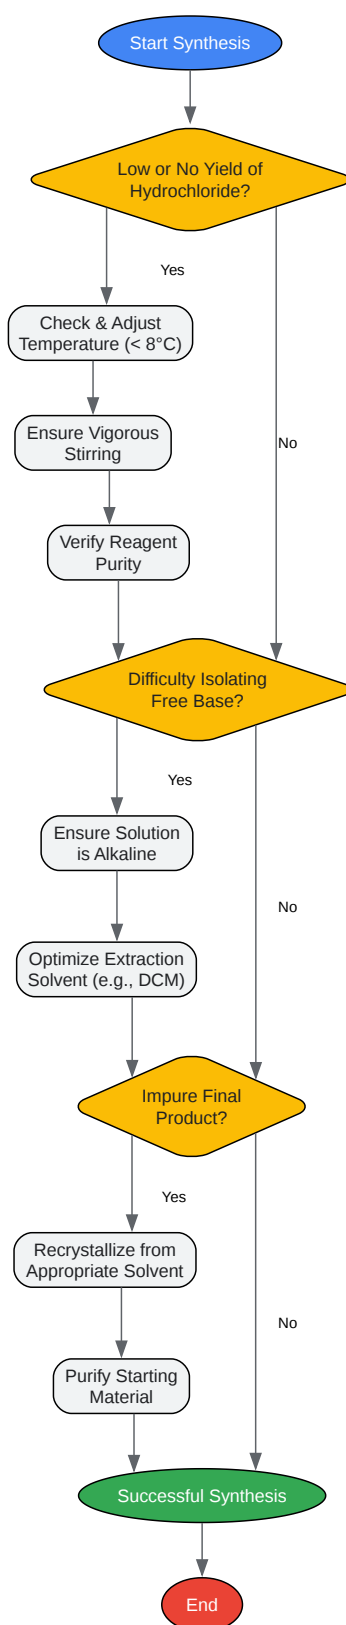 Start Synthesis
Low or No Yield of
Hydrochloride?
Yes
Check & Adjust
Temperature (< 8°C)
Ensure Vigorous
Stirring
No
Verify Reagent
Purity
Difficulty Isolating
Free Base?
Yes
Ensure Solution
is Alkaline
No
Optimize Extraction
Solvent (e.g., DCM)
Impure Final
Product?
Yes
Recrystallize from
Appropriate Solvent
No
Purify Starting
Material
Successful Synthesis
End